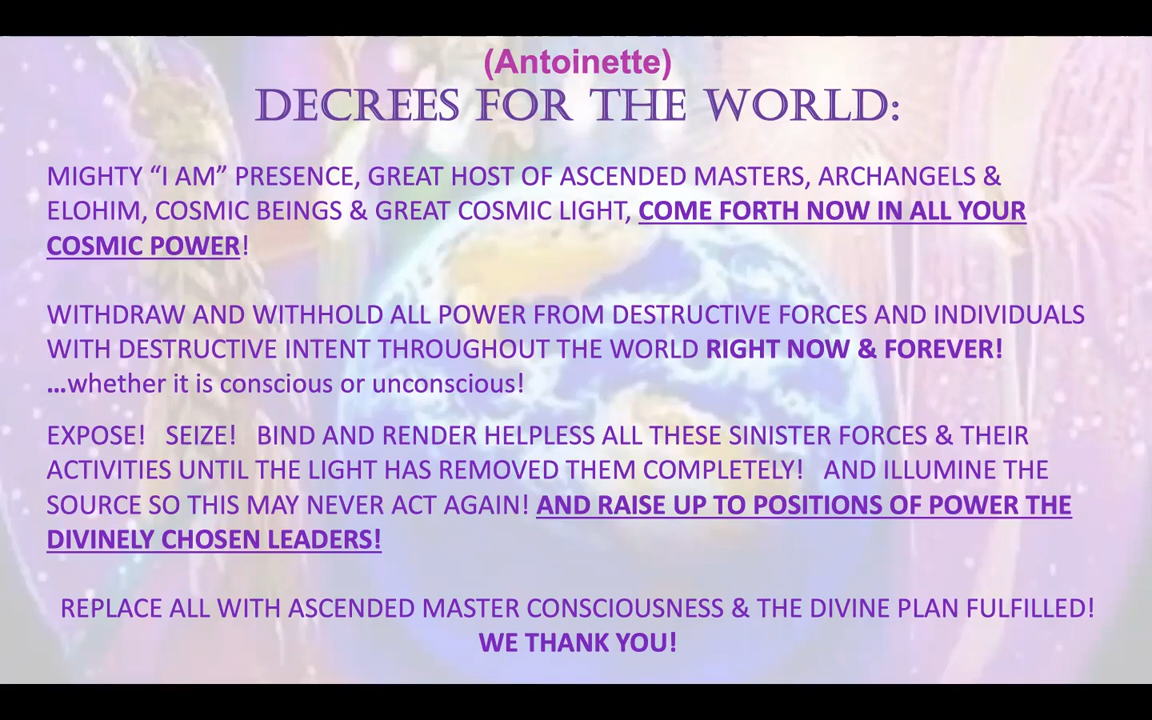 (Antoinette)
DECREES FOR THE WORLD:
MIGHTY “I AM” PRESENCE, GREAT HOST OF ASCENDED MASTERS, ARCHANGELS &
ELOHIM, COSMIC BEINGS & GREAT COSMIC LIGHT, COME FORTH NOW IN ALL YOUR
COSMIC POWER!
WITHDRAW AND WITHHOLD ALL POWER FROM DESTRUCTIVE FORCES AND INDIVIDUALS
WITH DESTRUCTIVE INTENT THROUGHOUT THE WORLD RIGHT NOW & FOREVER!
…whether it is conscious or unconscious!
EXPOSE! SEIZE! BIND AND RENDER HELPLESS ALL THESE SINISTER FORCES & THEIR
ACTIVITIES UNTIL THE LIGHT HAS REMOVED THEM COMPLETELY! AND ILLUMINE THE
SOURCE SO THIS MAY NEVER ACT AGAIN! AND RAISE UP TO POSITIONS OF POWER THE
DIVINELY CHOSEN LEADERS!
REPLACE ALL WITH ASCENDED MASTER CONSCIOUSNESS & THE DIVINE PLAN FULFILLED!
WE THANK YOU!